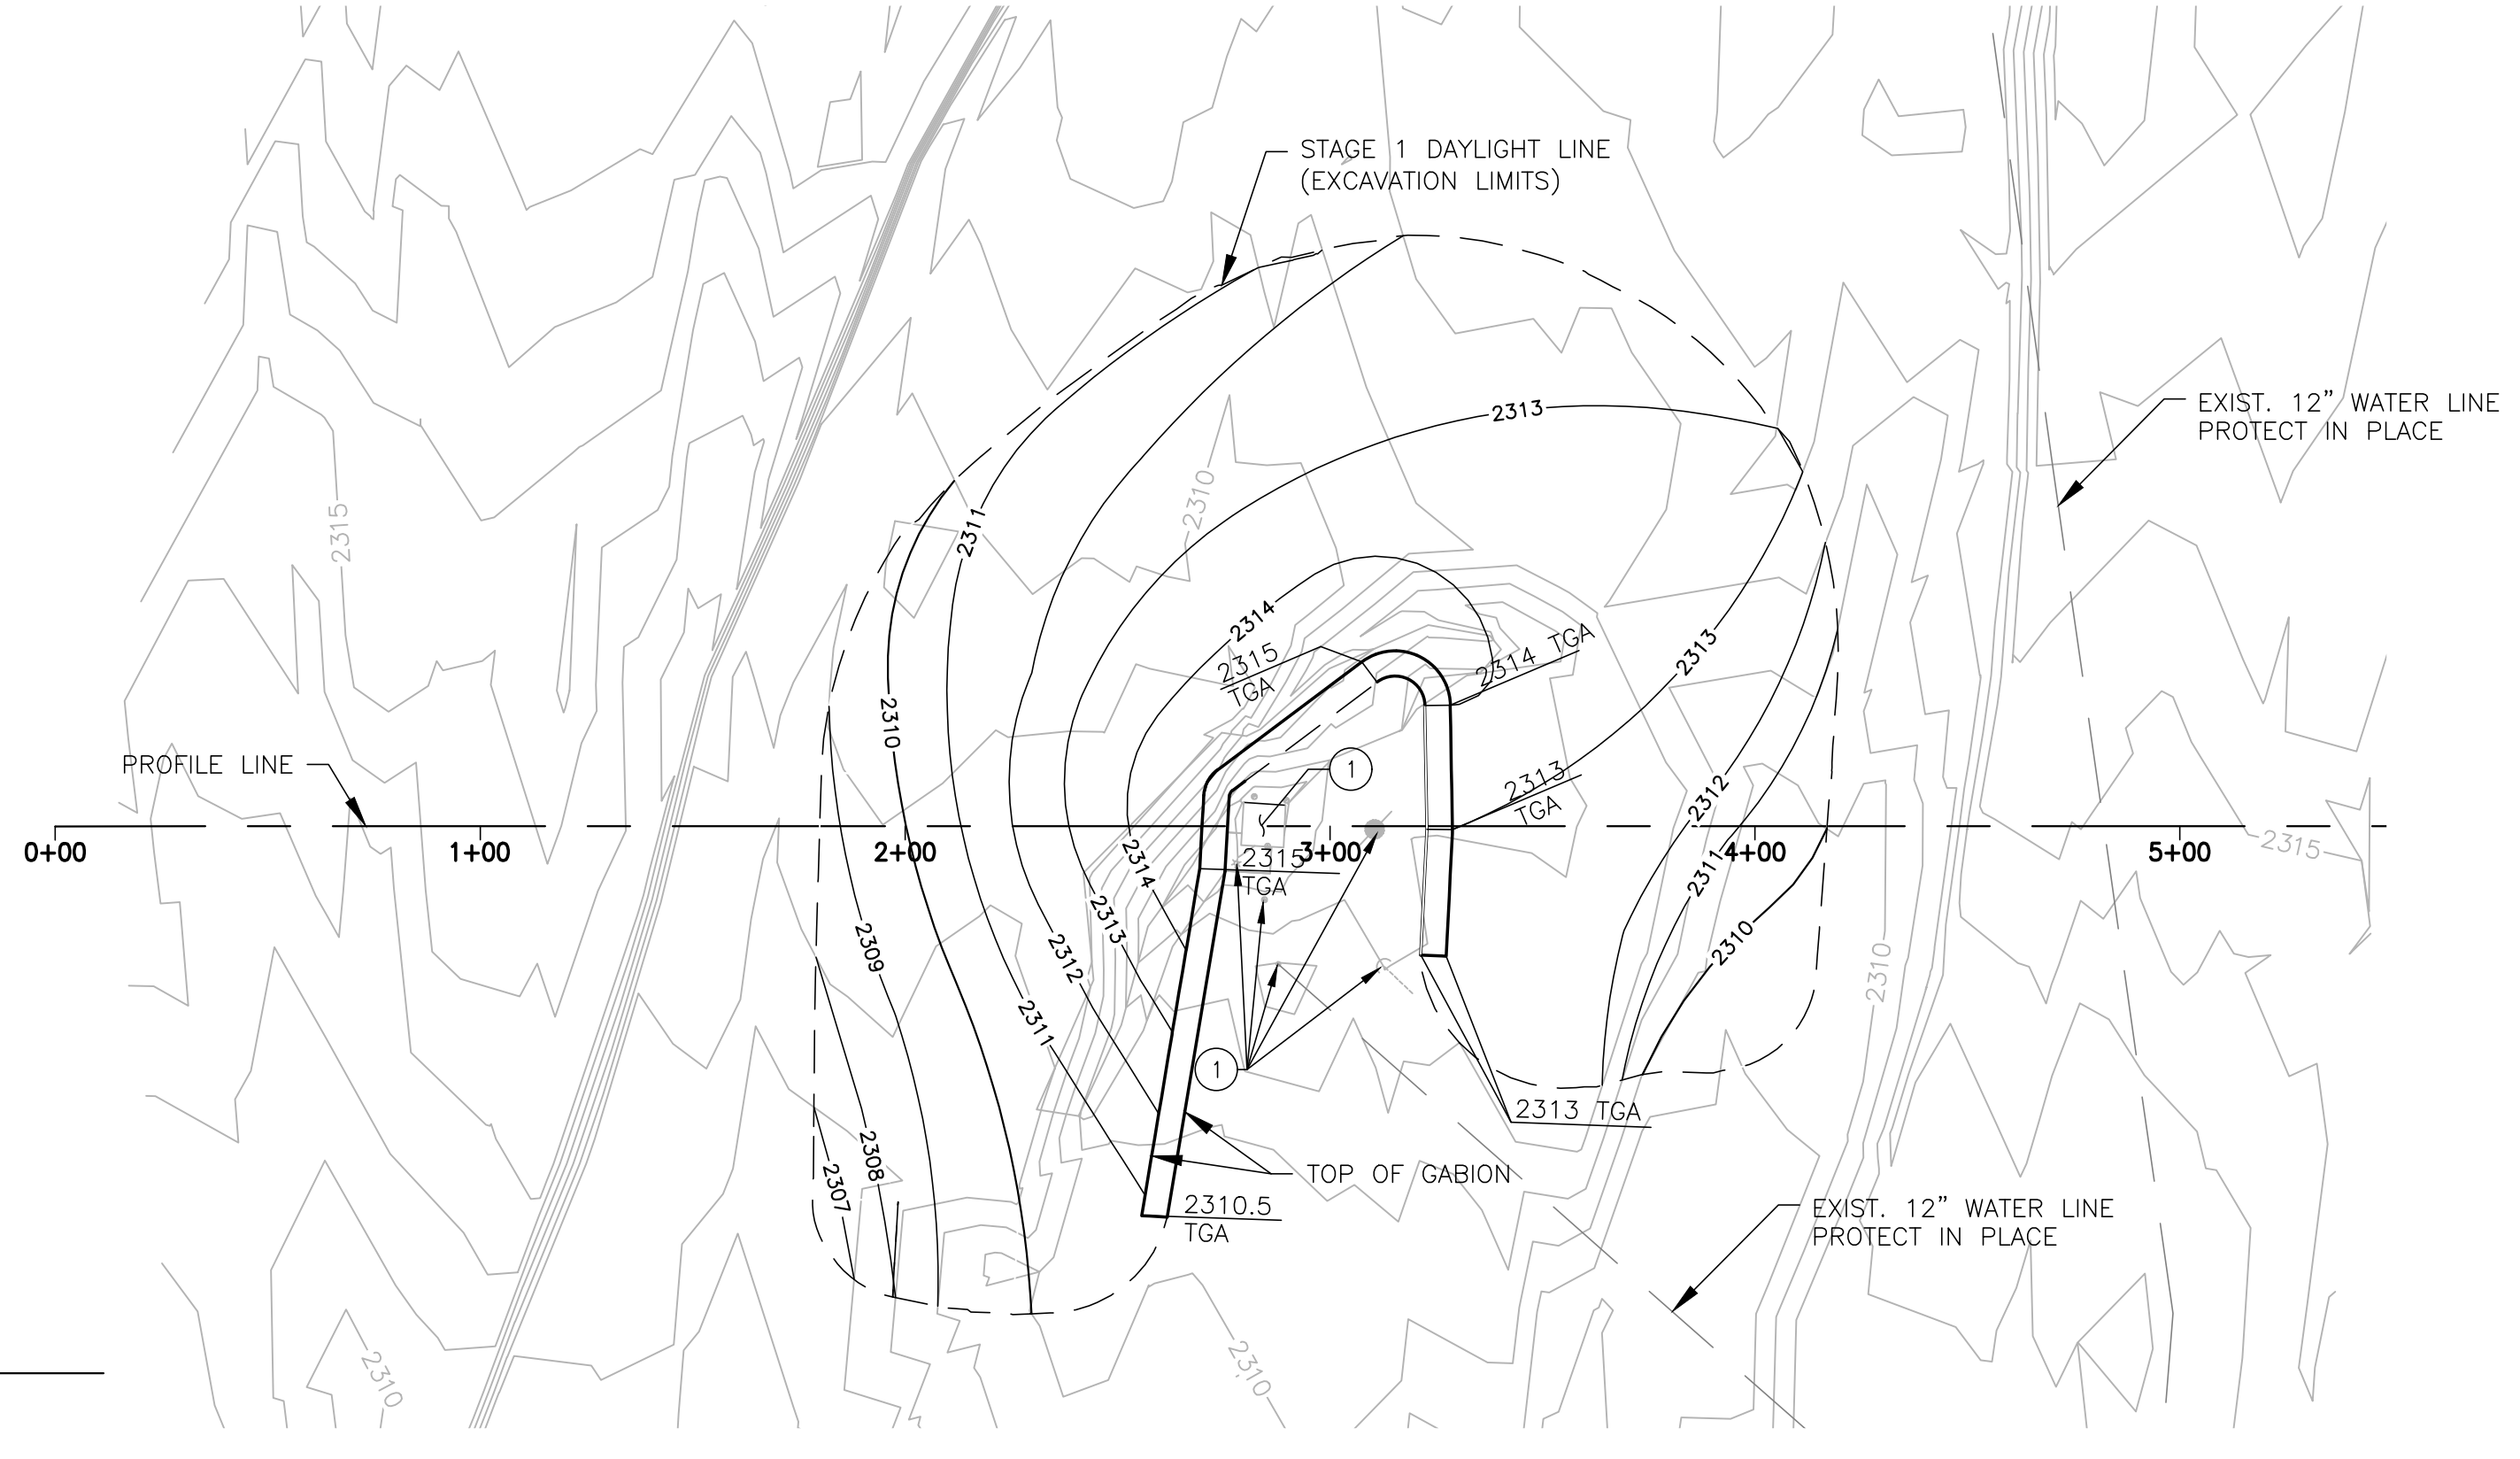 STAGE 1 DAYLIGHT LINE
(EXCAVATION LIMITS)
EXIST. 12” WATER LINE
PROTECT IN PLACE
2313
2310
2315
2311
2314
2315
TGA
2314 TGA
2313
2310
PROFILE LINE
1
2313
TGA
2312
0+00
1+00
2+00
3+00
4+00
5+00
2315
2315
TGA
2314
2311
2313
2309
2312
2310
2310
2311
1
2313 TGA
2308
2307
TOP OF GABION
2310.5
TGA
EXIST. 12” WATER LINE
PROTECT IN PLACE
2310
2310